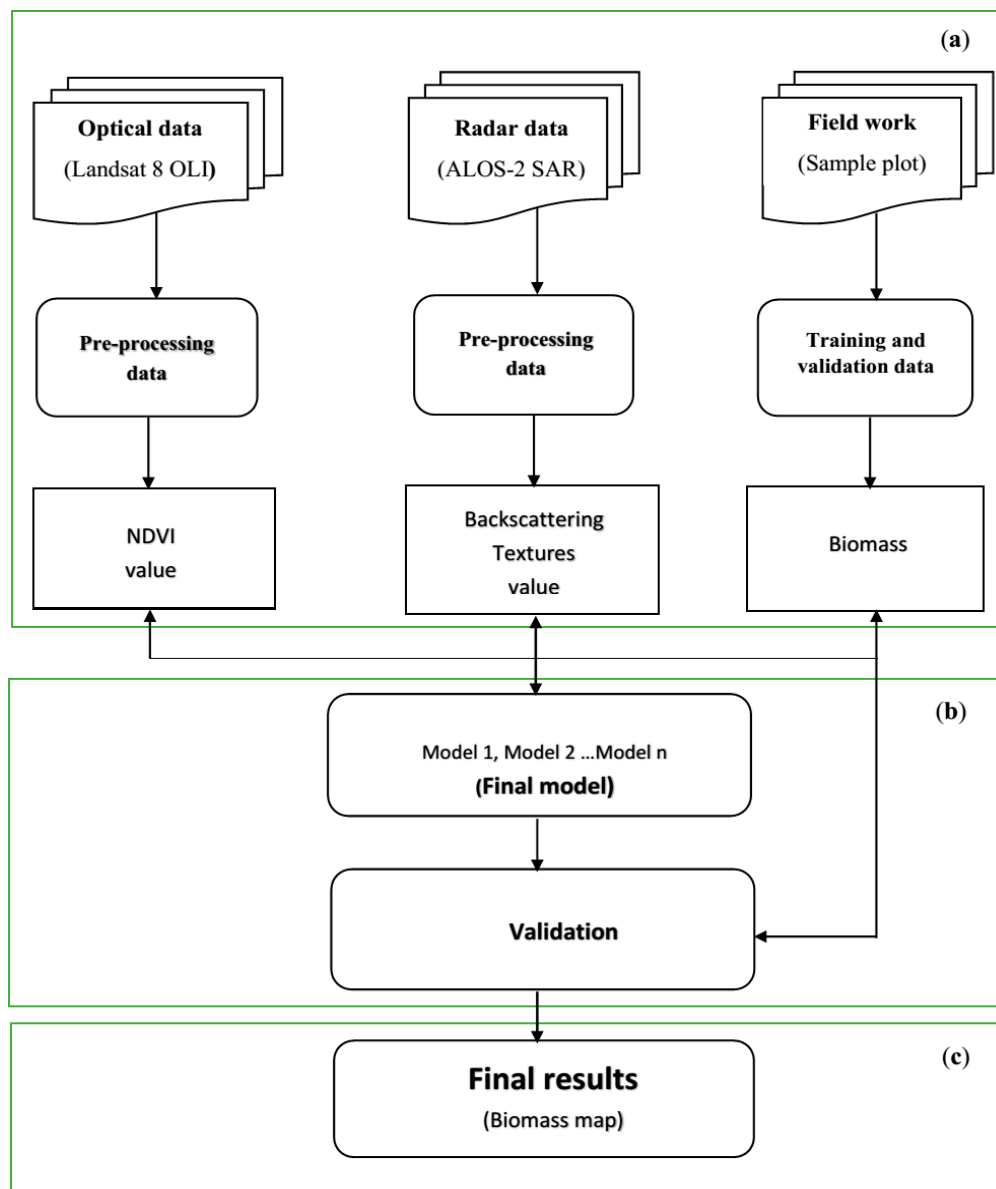 (a)
Optical data
(Landsat 8 OLI)
Radar data
(ALOS-2 SAR)
Field work
(Sample plot)
Pre-processing
data
Pre-processing
data
Training and
validation data
NDVI
value
Backscattering
Textures
value
Biomass
(b)
Model 1, Model 2 ...Model n
(Final model)
Validation
(c)
Final results
(Biomass map)